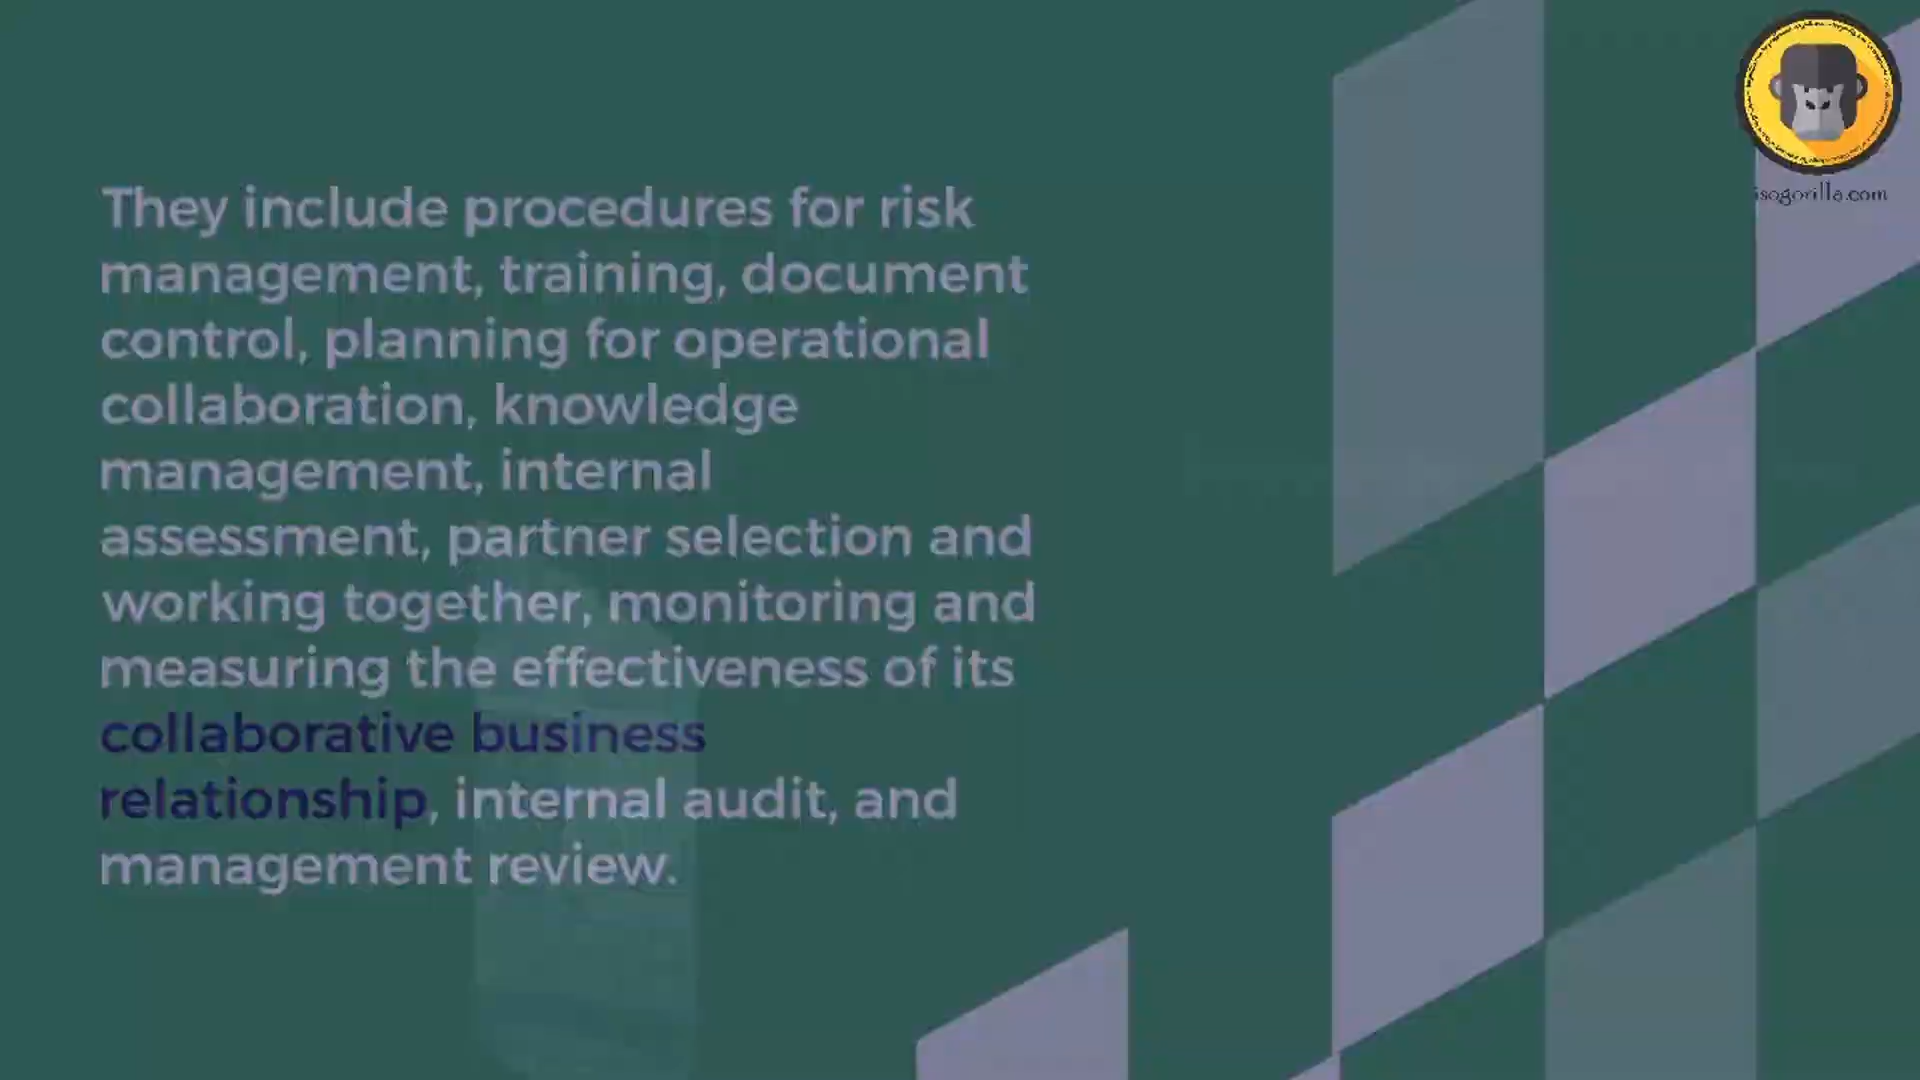 They include procedures for risk
management, training, document
control, planning for operational
collaboration, knowledge
management, internal
assessment, partner selection and
working together, monitoring and
measuring the effectiveness of its
collaborative business
relationship, internal audit, and
management review.
isogorilla.com